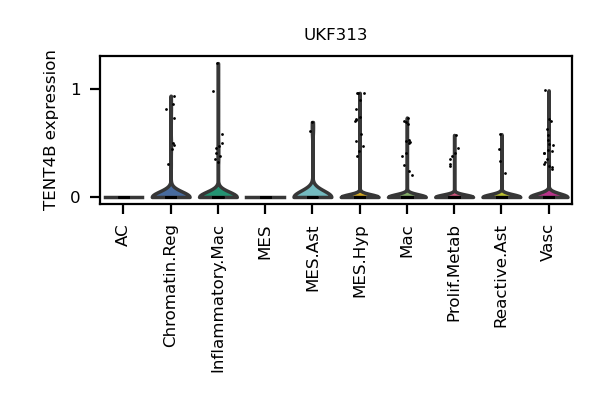 UKF313
TENT4B expression
1
0
AC
Chromatin.Reg
Inflammatory.Mac
MES
MES.Ast
MES.Hyp
Mac
Prolif.Metab
Reactive.Ast
Vasc